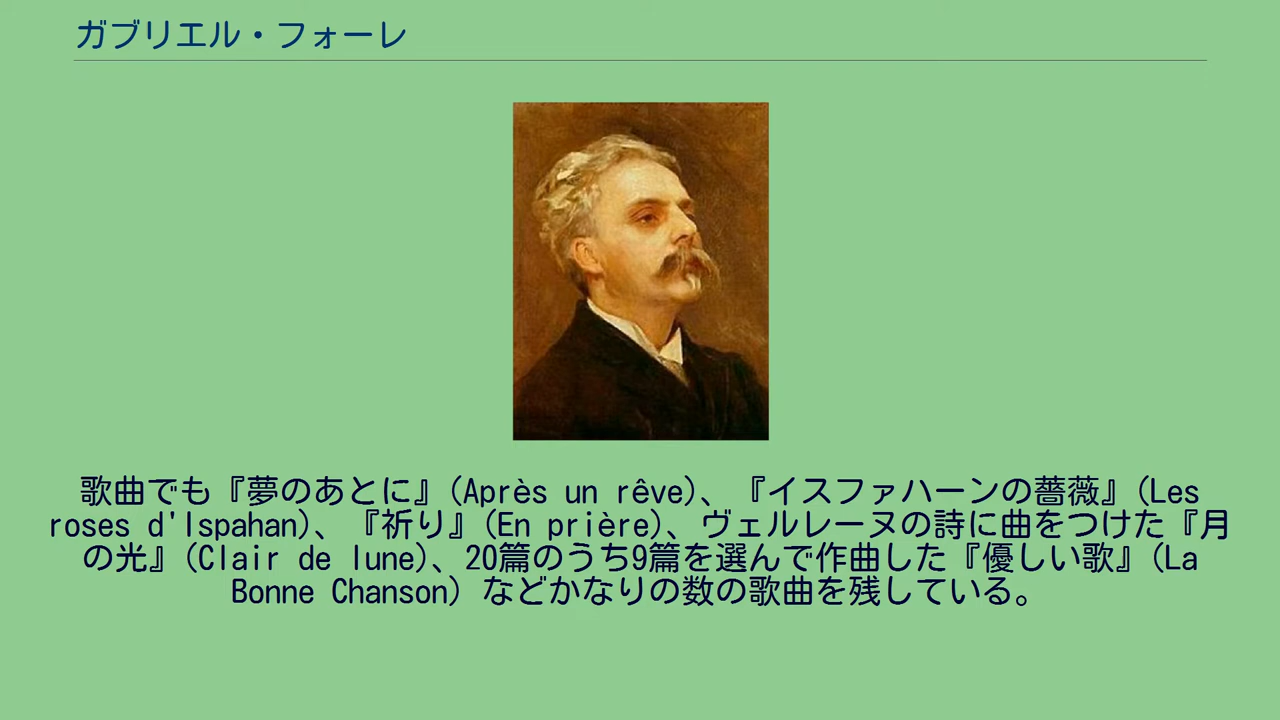 ガブリエル・フォーレ
歌曲でも『夢のあとに』(Après un rêve)、『イスファハーンの薔薇』(Les
roses d'Ispahan)、『祈り』(En prière)、ヴェルレーヌの詩に曲をつけた『月
の光』(Clair de lune)、20篇のうち9篇を選んで作曲した『優しい歌』(La
Bonne Chanson) などかなりの数の歌曲を残している。